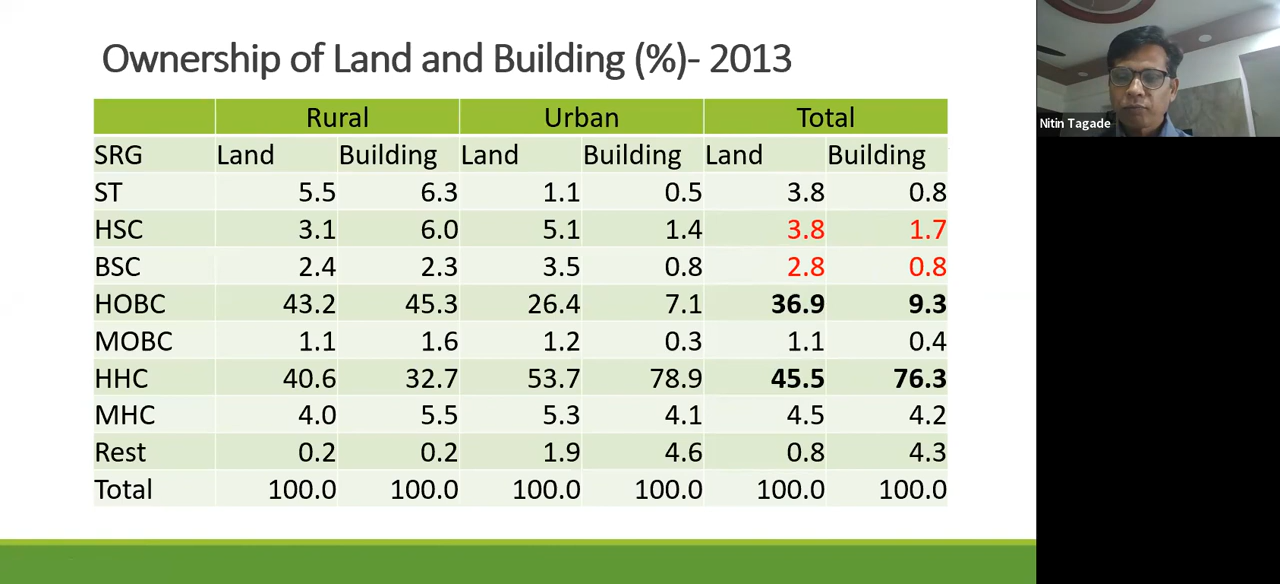 Ownership of Land and Building (%)- 2013
Rural Urban Total
SRG Land Building Land Building Land Building
ST 5.5 6.3 1.1 0.5 3.8 0.8
HSC 3.1 6.0 5.1 1.4 3.8 1.7
BSC 2.4 2.3 3.5 0.8 2.8 0.8
HOBC 43.2 45.3 26.4 7.1 36.9 9.3
MOBC 1.1 1.6 1.2 0.3 1.1 0.4
HHC 40.6 32.7 53.7 78.9 45.5 76.3
MHC 4.0 5.5 5.3 4.1 4.5 4.2
Rest 0.2 0.2 1.9 4.6 0.8 4.3
Total 100.0 100.0 100.0 100.0 100.0 100.0
Nitin Tagade